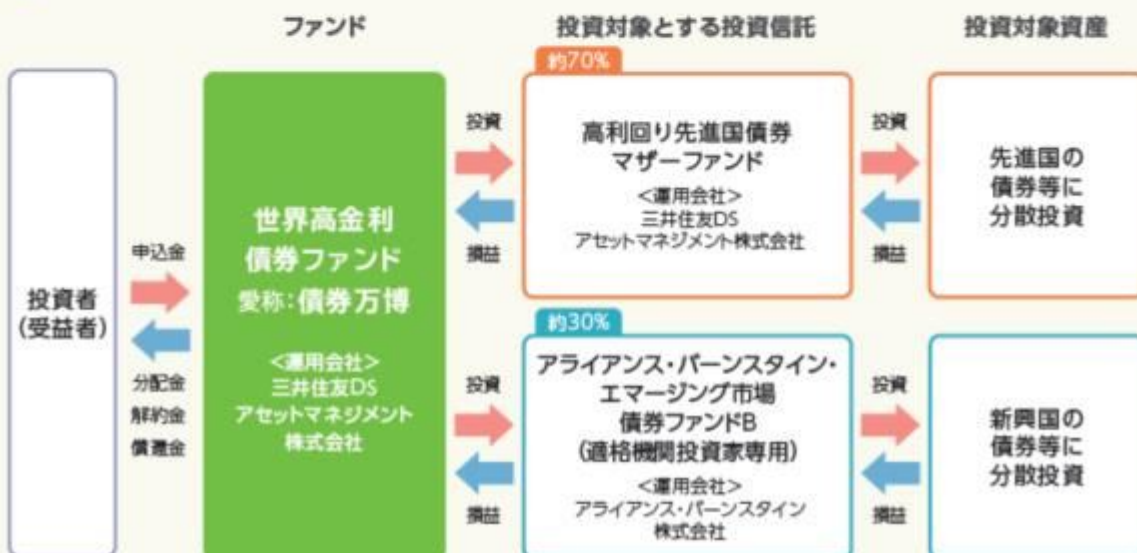 ファンド
投資対象とする投資信託
投資対象資産
投資者
(受益者)
申込金
分配金
解約金
償還金
世界高金利
債券ファンド
愛称:債券万博
<運用会社>
三井住友DS
アセットマネジメント
株式会社
投資
損益
約70%
高利回り先進国債券
マザーファンド
<運用会社>
三井住友DS
アセットマネジメント株式会社
投資
損益
先進国の
債券等に
分散投資
投資
損益
約30%
アライアンス・バーンスタイン・
エマージング市場
債券ファンドB
(適格機関投資家専用)
<運用会社>
アライアンス・バーンスタイン
株式会社
投資
損益
新興国の
債券等に
分散投資